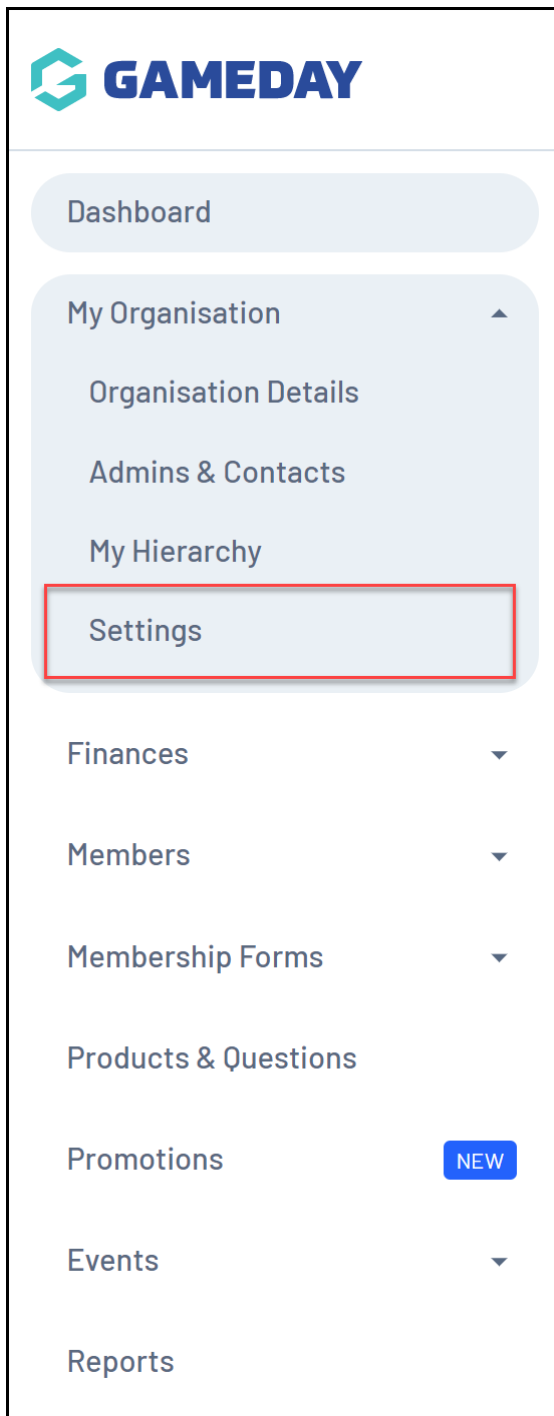 GAMEDAY
Dashboard
My Organisation
Organisation Details
Admins & Contacts
My Hierarchy
Settings
Finances
Members
Membership Forms
Products & Questions
Promotions NEW
Events
Reports